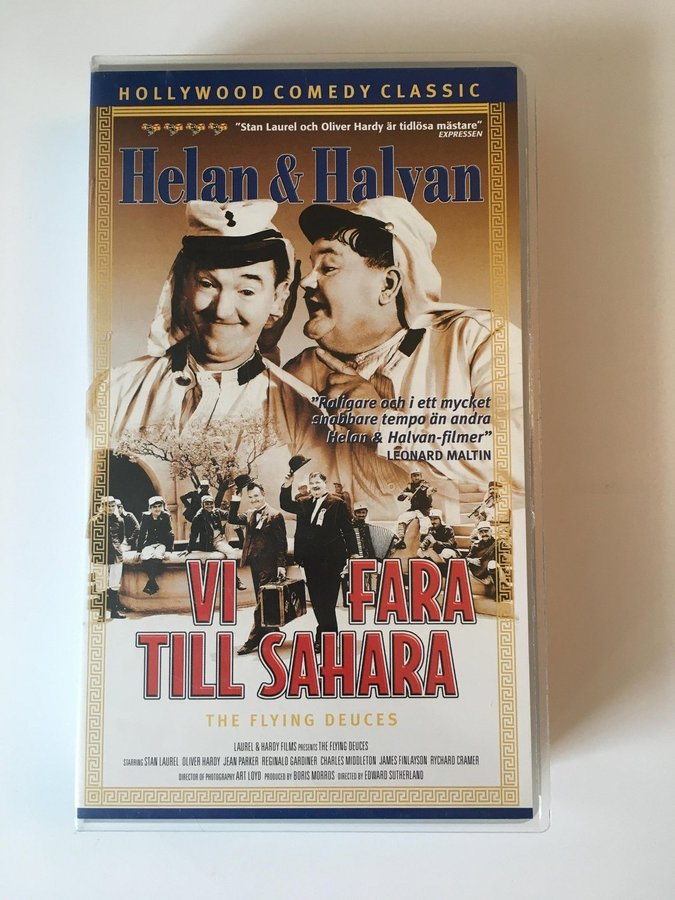 HOLLYWOOD COMEDY CLASSIC
"Stan Laurel och Oliver Hardy är tidlösa mästare"
EXPRESSEN
Helan & Halvan
"Roligare och i ett mycket
snabbare tempo än andra
Helan & Halvan-filmer"
LEONARD MALTIN
VI FARA
TILL SAHARA
THE FLYING DEUCES
LAUREL & HARDY FILMS PRESENTS THE FLYING DEUCES
STARRING STAN LAUREL OLIVER HARDY JEAN PARKER REGINALD GARDINER CHARLES MIDDLETON JAMES FINLAYSON RYCHARD CRAMER
DIRECTOR OF PHOTOGRAPHY ART LOYD PRODUCED BY BORIS MORROS DIRECTED BY EDWARD SUTHERLAND